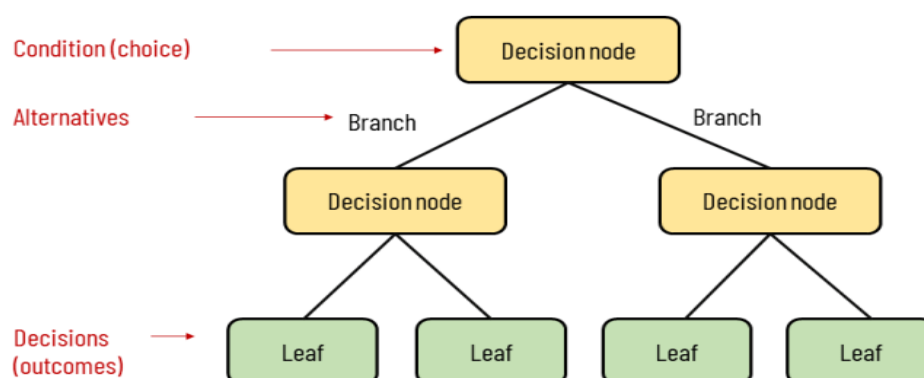 Condition (choice)
Decision node
Alternatives
Branch
Branch
Decision node
Decision node
Decisions
(outcomes)
Leaf
Leaf
Leaf
Leaf